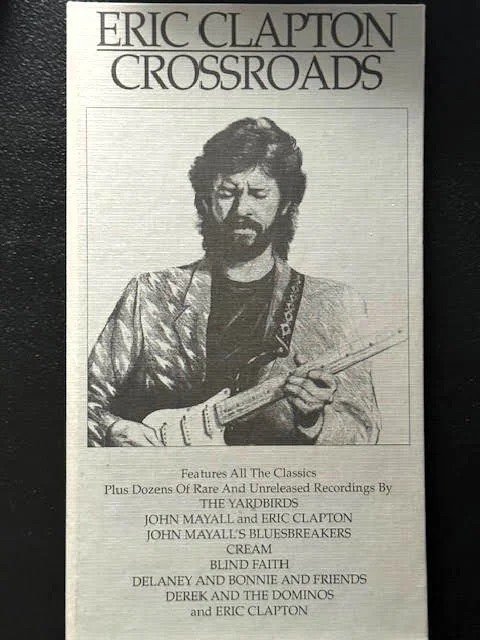 ERIC CLAPTON
CROSSROADS
Features All The Classics
Plus Dozens Of Rare And Unreleased Recordings By
THE YARDBIRDS
JOHN MAYALL and ERIC CLAPTON
JOHN MAYALL'S BLUESBREAKERS
CREAM
BLIND FAITH
DELANEY AND BONNIE AND FRIENDS
DEREK AND THE DOMINOS
and ERIC CLAPTON